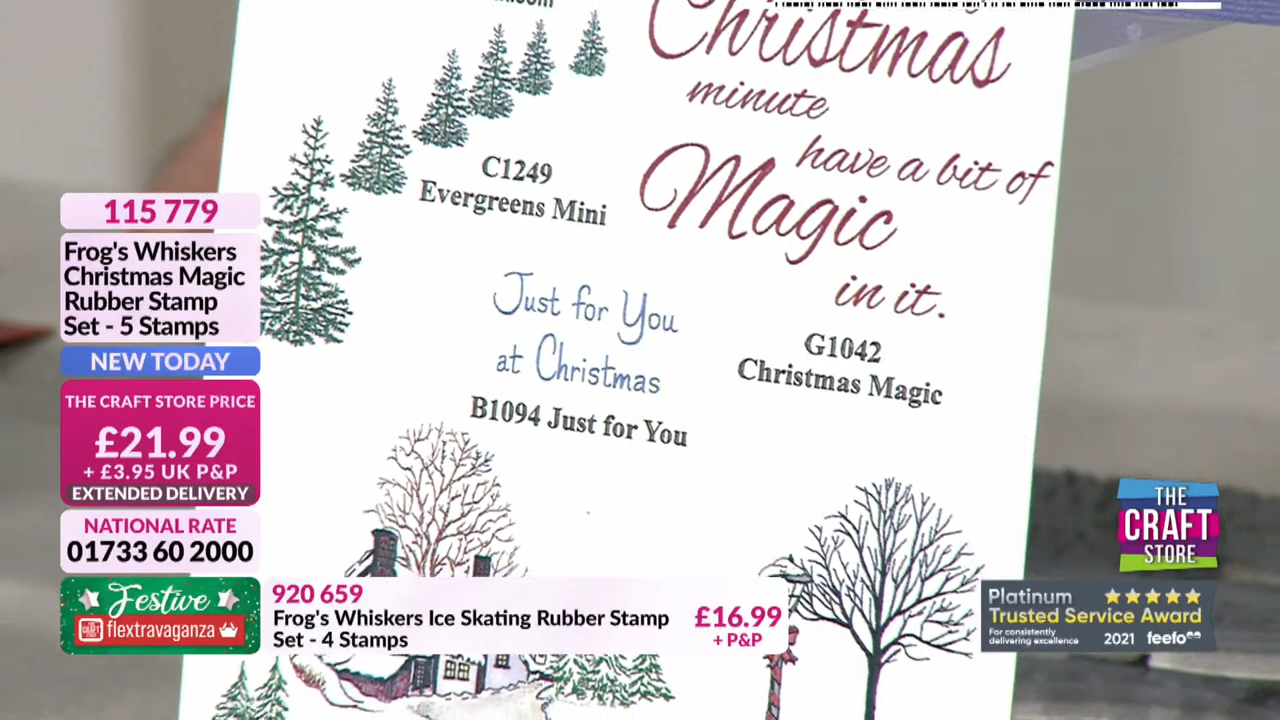 Christmas
minute
have a bit of
Magic
in it.
C1249
Evergreens Mini
Just for You
at Christmas
G1042
Christmas Magic
B1094 Just for You
115 779
Frog's Whiskers
Christmas Magic
Rubber Stamp
Set - 5 Stamps
NEW TODAY
THE CRAFT STORE PRICE
£21.99
+ £3.95 UK P&P
EXTENDED DELIVERY
NATIONAL RATE
01733 60 2000
Festive
THE CRAFT STORE flextravaganza
920 659
Frog's Whiskers Ice Skating Rubber Stamp
Set - 4 Stamps
£16.99
+ P&P
THE
CRAFT
STORE
Platinum
Trusted Service Award
For consistently
delivering excellence
2021 feefo